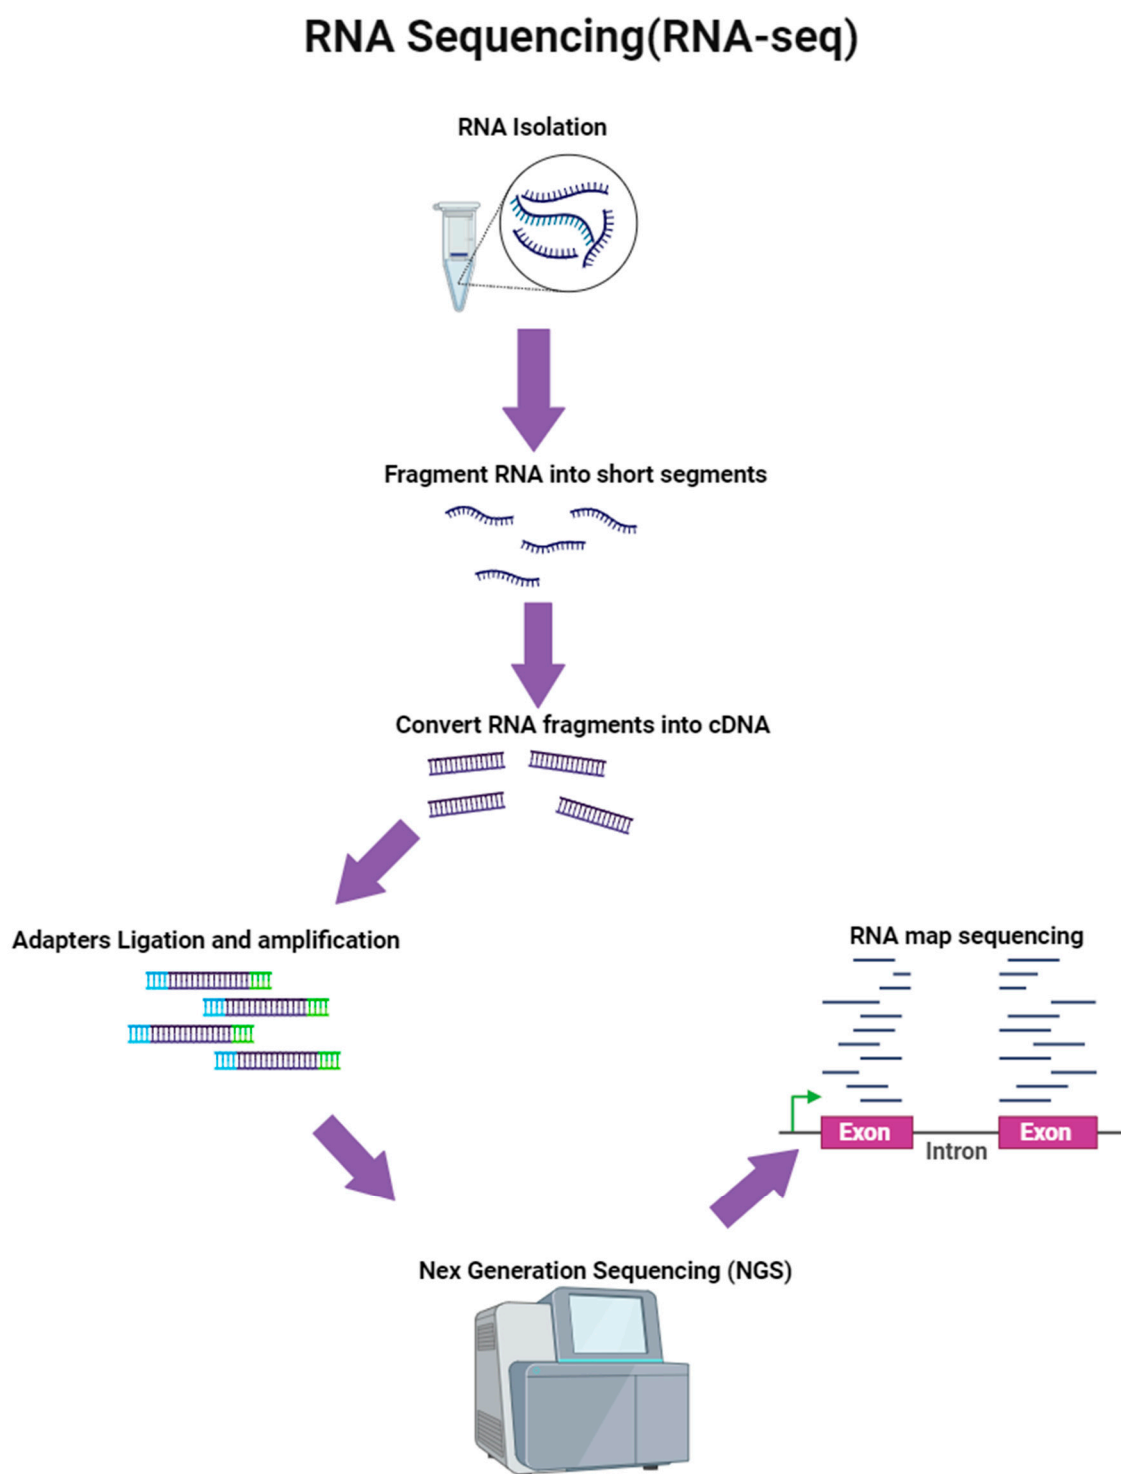 RNA Sequencing(RNA-seq)
RNA Isolation
Fragment RNA into short segments
Convert RNA fragments into cDNA
Adapters Ligation and amplification
RNA map sequencing
Exon
Exon
Intron
Nex Generation Sequencing (NGS)